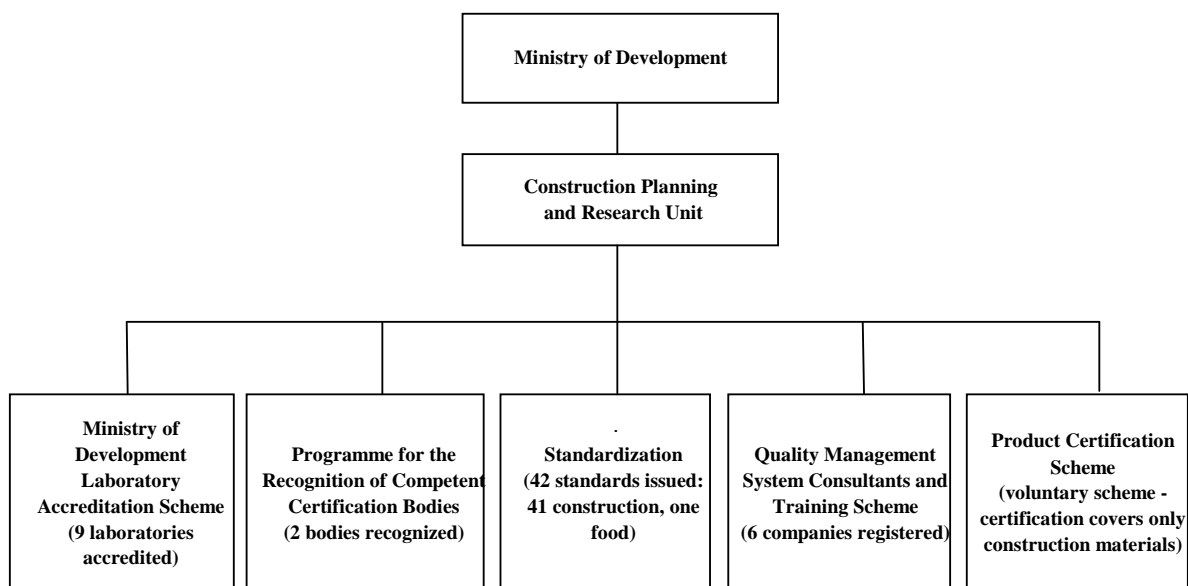 Ministry of Development
Construction Planning
and Research Unit
Ministry of
Development
Laboratory
Accreditation Scheme
(9 laboratories
accredited)
Programme for the
Recognition of Competent
Certification Bodies
(2 bodies recognized)
.
Standardization
(42 standards issued:
41 construction, one
food)
Quality Management
System Consultants and
Training Scheme
(6 companies registered)
Product Certification
Scheme
(voluntary scheme -
certification covers only
construction materials)